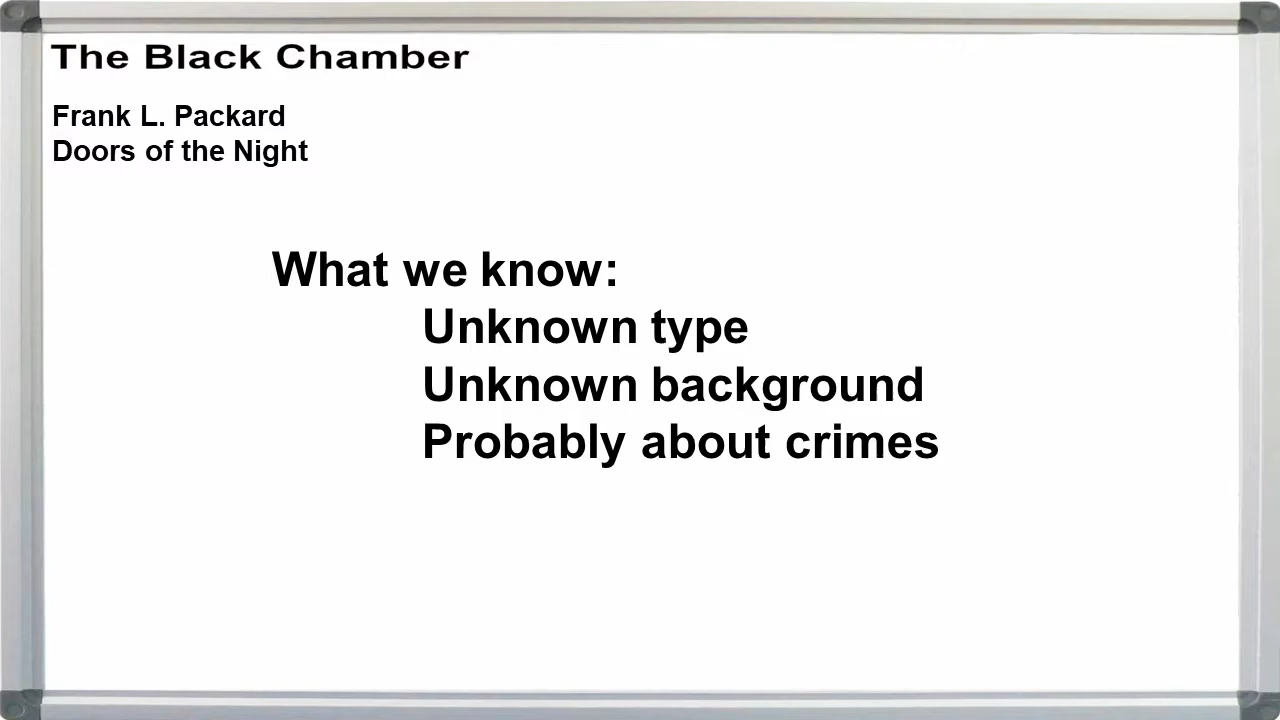 The Black Chamber
Frank L. Packard
Doors of the Night
What we know:
Unknown type
Unknown background
Probably about crimes